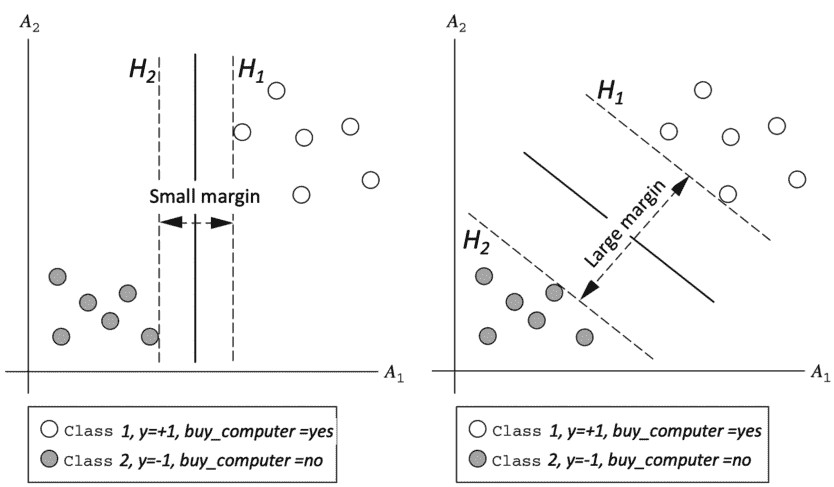 A2
H2
H1
Small margin
A1
Class 1, y=+1, buy_computer =yes
Class 2, y=-1, buy_computer =no
A2
H1
Large margin
H2
A1
Class 1, y=+1, buy_computer =yes
Class 2, y=-1, buy_computer =no